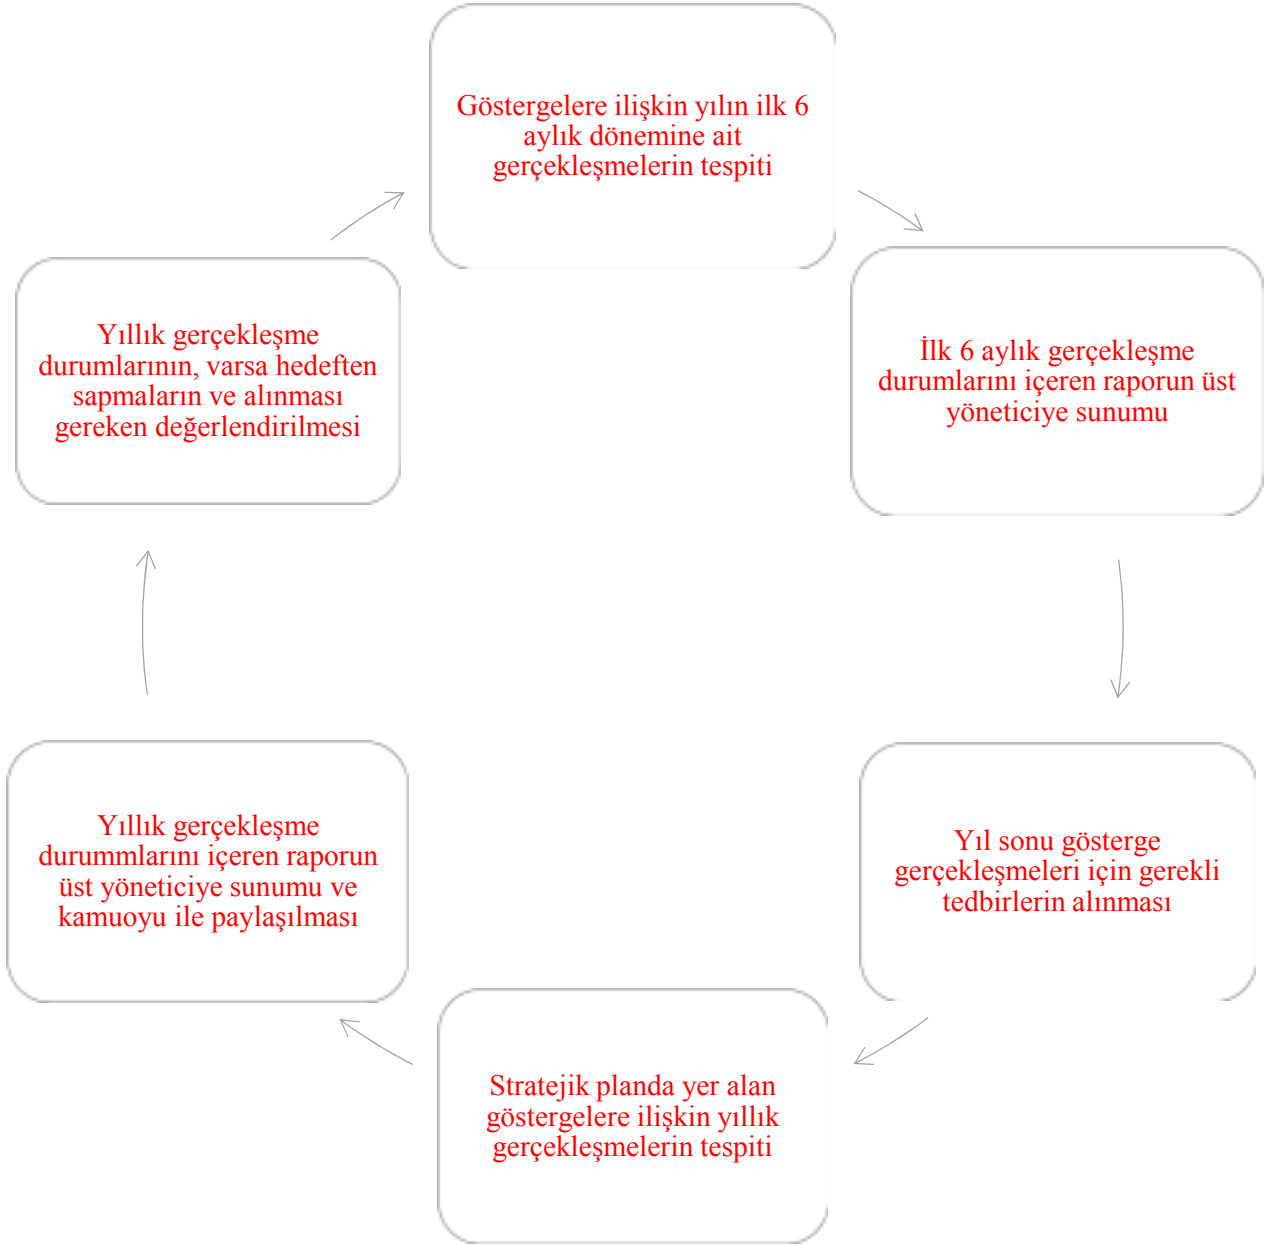 Göstergelere ilişkin yılın ilk 6
aylık dönemine ait
gerçekleşmelerin tespiti
İlk 6 aylık gerçekleşme
durumlarını içeren raporun üst
yöneticiye sunumu
Yıl sonu gösterge
gerçekleşmeleri için gerekli
tedbirlerin alınması
Stratejik planda yer alan
göstergelere ilişkin yıllık
gerçekleşmelerin tespiti
Yıllık gerçekleşme
durummlarını içeren raporun
üst yöneticiye sunumu ve
kamuoyu ile paylaşılması
Yıllık gerçekleşme
durumlarının, varsa hedeften
sapmaların ve alınması
gereken değerlendirilmesi